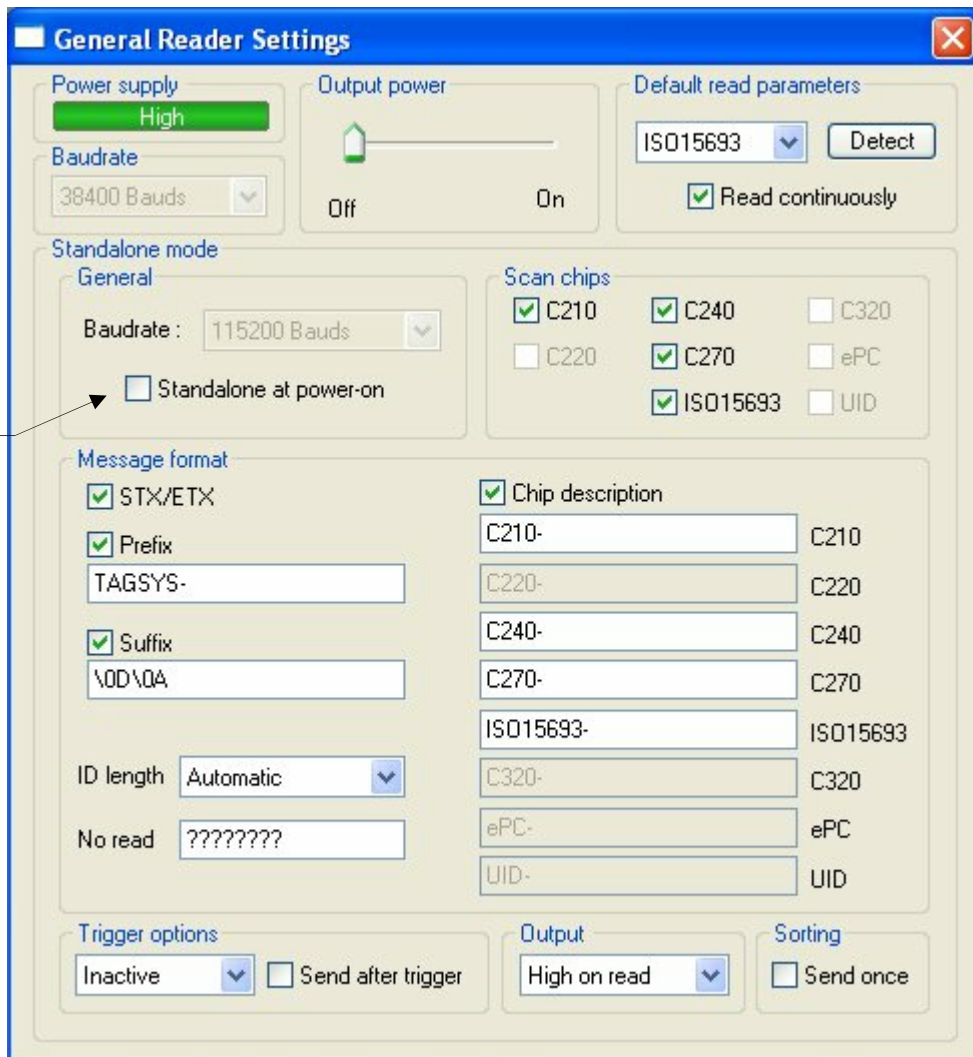 General Reader Settings
Power supply
High
Baudrate
38400 Bauds
Output power
Off On
Default read parameters
ISO15693 Detect
Read continuously
Standalone mode
General
Baudrate : 115200 Bauds
Standalone at power-on
Scan chips
C210 C240 C320
C220 C270 ePC
ISO15693 UID
Message format
STX/ETX
Prefix
TAGSYS-
Suffix
\0D\0A
ID length Automatic
No read ????????
Chip description
C210- C210
C220- C220
C240- C240
C270- C270
ISO15693- ISO15693
C320- C320
ePC- ePC
UID- UID
Trigger options
Inactive Send after trigger
Output
High on read
Sorting
Send once